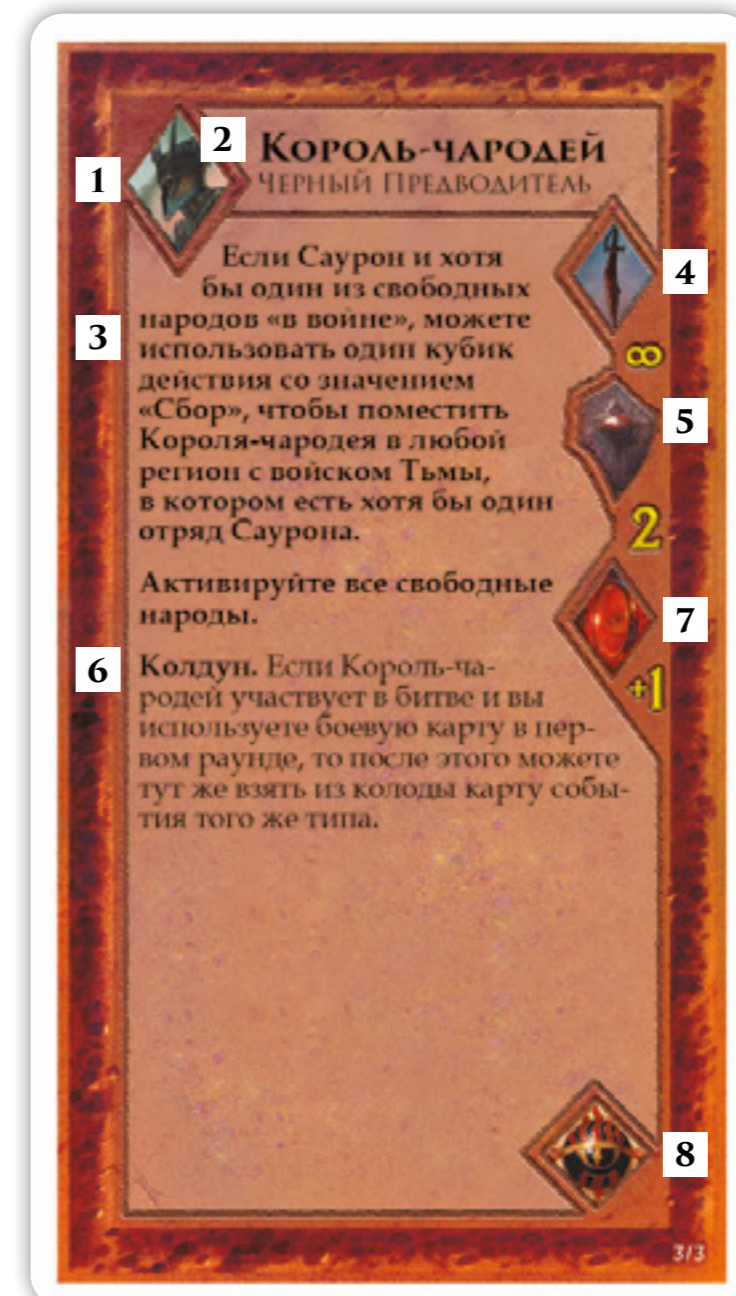 1
2
КОРОЛЬ-ЧАРОДЕЙ
ЧЕРНЫЙ ПРЕДВОДИТЕЛЬ
3
Если Саурон и хотя
бы один из свободных
народов «в войне», можете
использовать один кубик
действия со значением
«Сбор», чтобы поместить
Короля-чародея в любой
регион с войском Тьмы,
в котором есть хотя бы один
отряд Саурона.
Активируйте все свободные
народы.
6
Колдун. Если Король-ча-
родей участвует в битве и вы
используете боевую карту в пер-
вом раунде, то после этого можете
тут же взять из колоды карту собы-
тия того же типа.
4
∞
5
2
7
+1
8
3/3